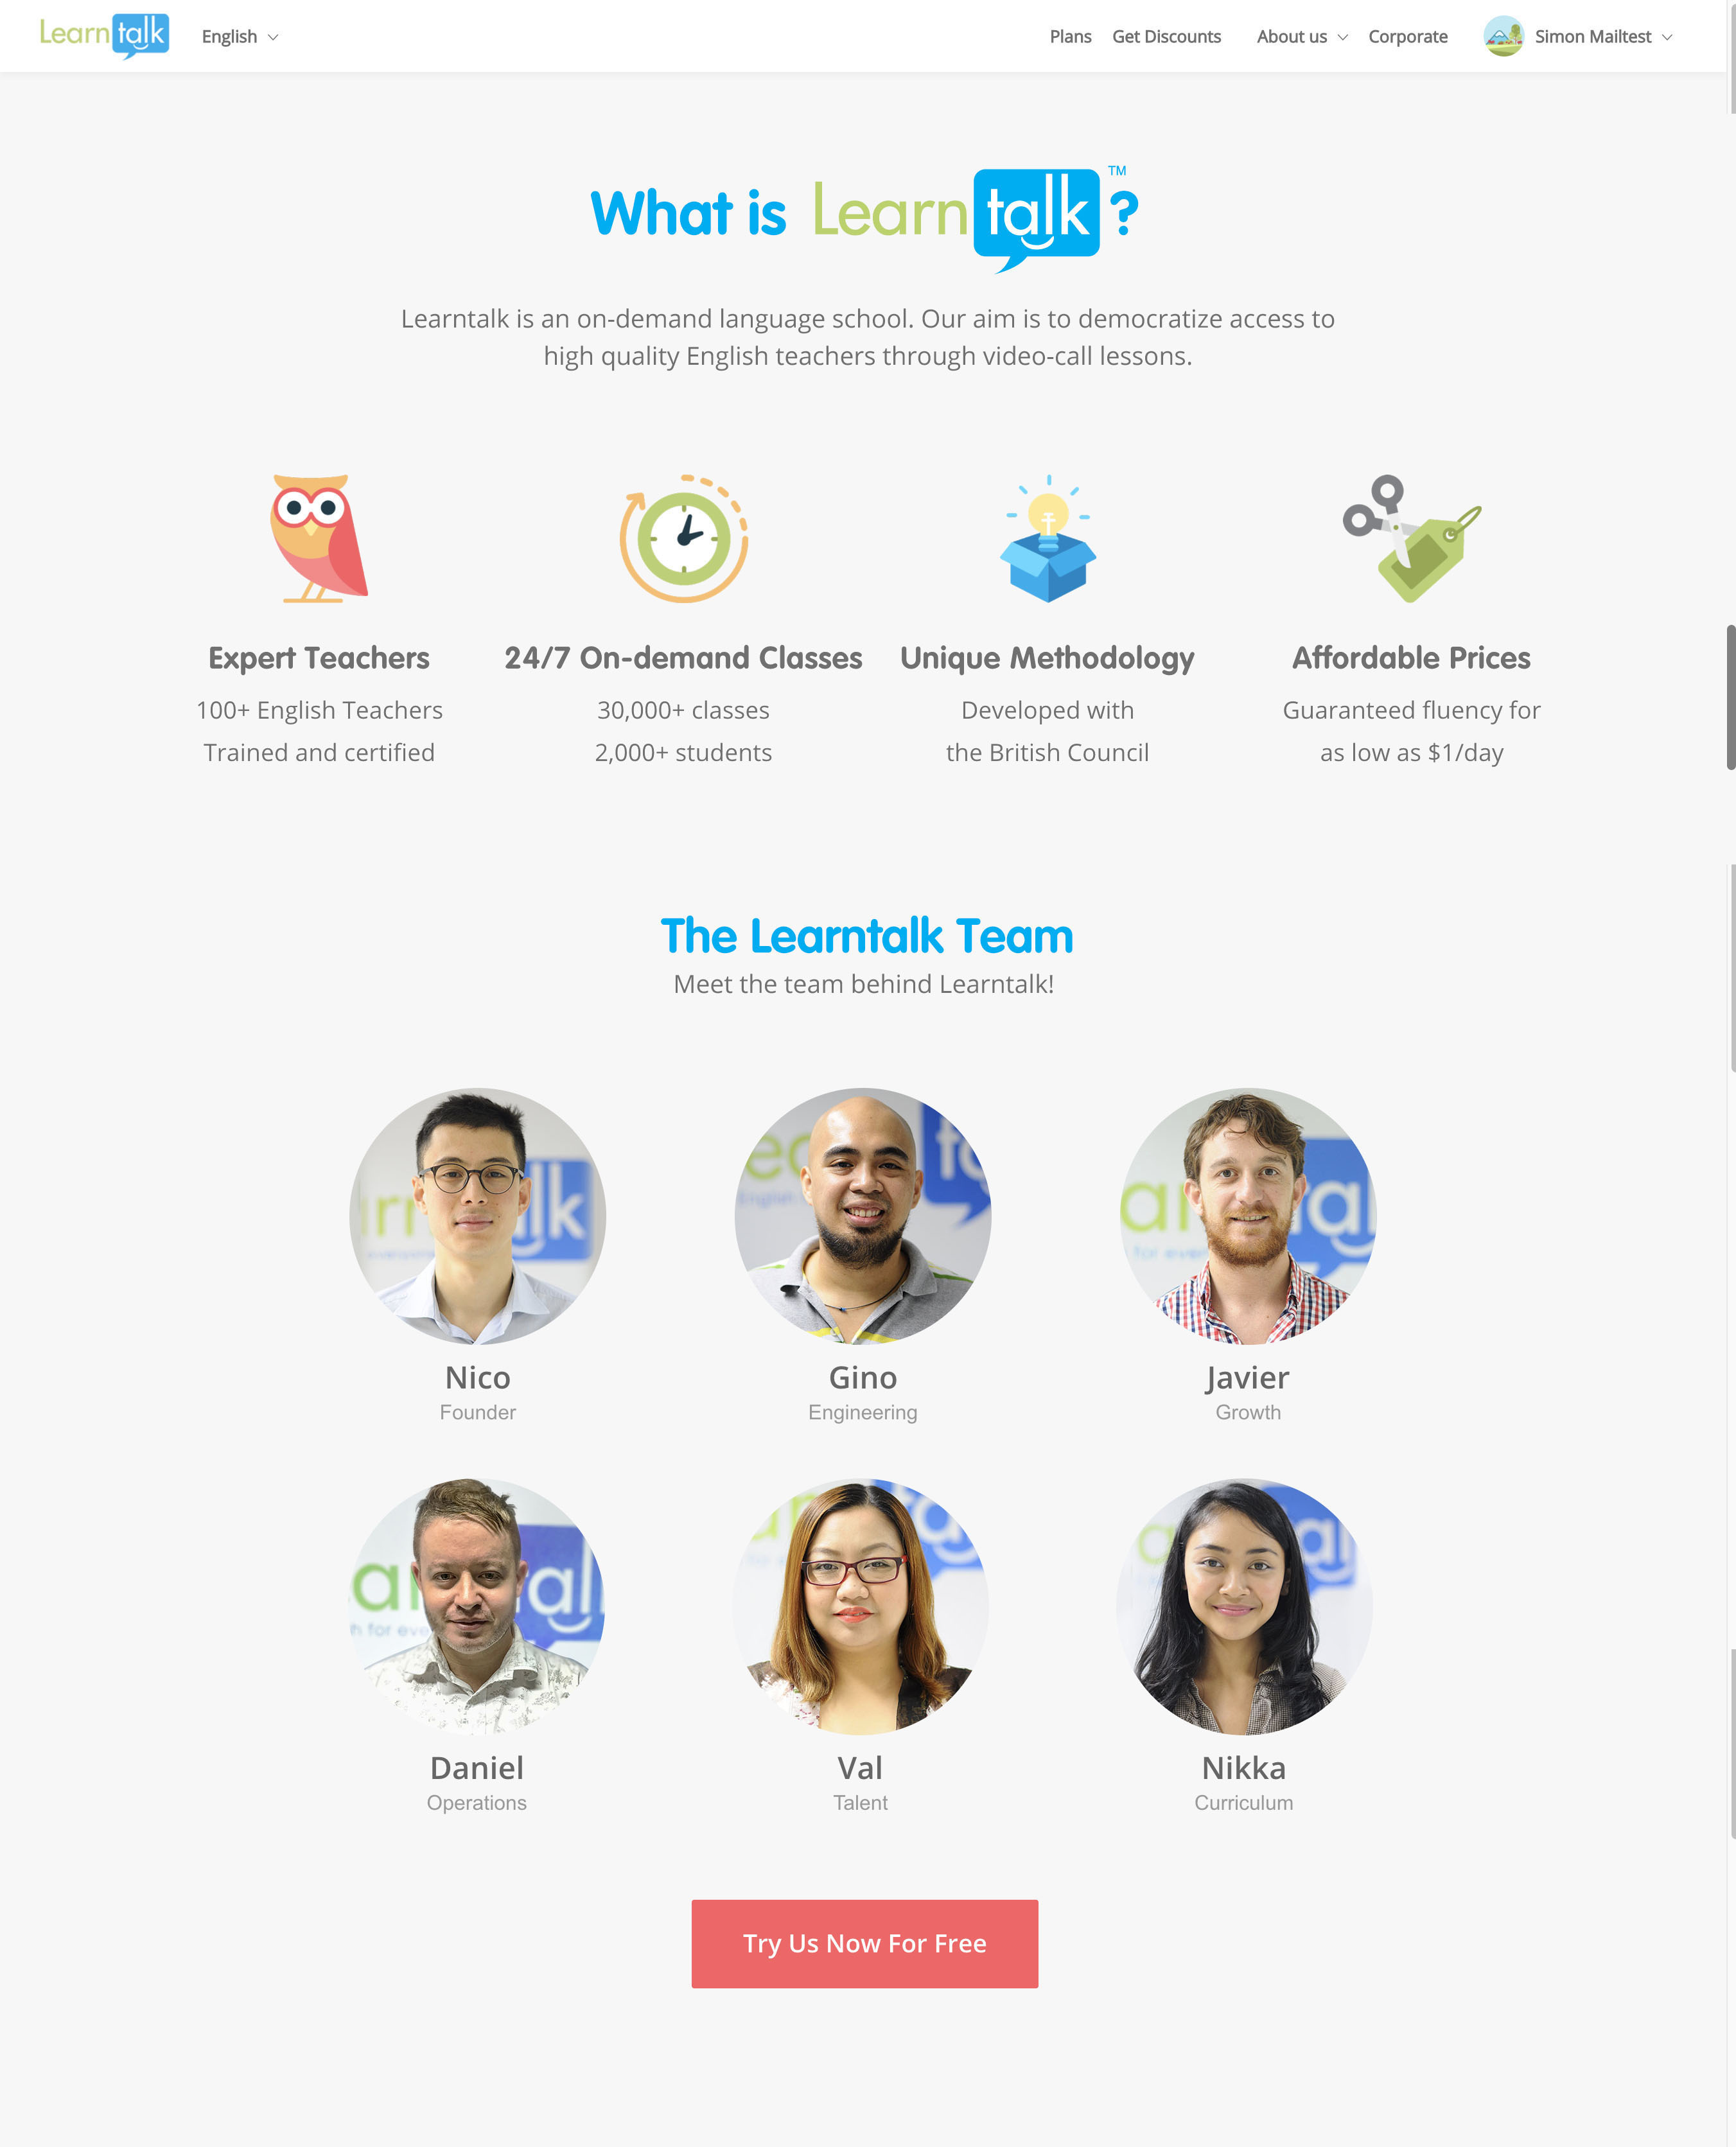 Learn talk
English
Plans
Get Discounts
About us
Corporate
Simon Mailtest
What is Learn talk™?
Learntalk is an on-demand language school. Our aim is to democratize access to
high quality English teachers through video-call lessons.
Expert Teachers
100+ English Teachers
Trained and certified
24/7 On-demand Classes
30,000+ classes
2,000+ students
Unique Methodology
Developed with
the British Council
Affordable Prices
Guaranteed fluency for
as low as $1/day
The Learntalk Team
Meet the team behind Learntalk!
Nico
Founder
Gino
Engineering
Javier
Growth
Daniel
Operations
Val
Talent
Nikka
Curriculum
Try Us Now For Free